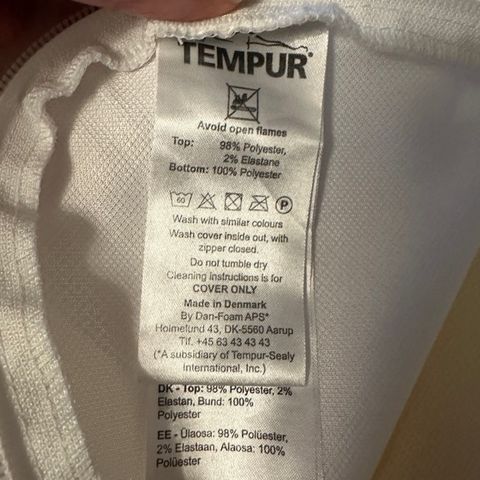 TEMPUR®
Avoid open flames
Top: 98% Polyester,
2% Elastane
Bottom: 100% Polyester
60 P
Wash with similar colours
Wash cover inside out, with
zipper closed.
Do not tumble dry
Cleaning instructions is for
COVER ONLY
Made in Denmark
By Dan-Foam APS*
Holmelund 43, DK-5560 Aarup
Tlf. +45 63 43 43 43
(*A subsidiary of Tempur-Sealy
International, Inc.)
DK - Top: 98% Polyester, 2%
Elastan, Bund: 100%
Polyester
EE - Ülaosa: 98% Polüester,
2% Elastaan, Alaosa: 100%
Polüester